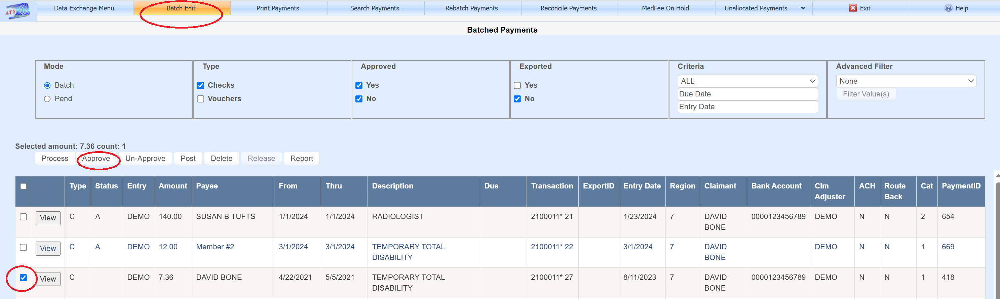 ATS Data Exchange Menu Batch Edit Print Payments Search Payments Rebatch Payments Reconcile Payments MedFee On Hold Unallocated Payments Exit Help
Batched Payments
Mode Type Approved Exported Criteria Advanced Filter
Batch Checks Yes Yes ALL None
Pend Vouchers No No Due Date Filter Value(s)
Entry Date
Selected amount: 7.36 count: 1
Process Approve Un-Approve Post Delete Release Report
Type Status Entry Amount Payee From Thru Description Due Transaction ExportID Entry Date Region Claimant Bank Account Clm Adjuster ACH Route Back Cat PaymentID
View C A DEMO 140.00 SUSAN B TUFTS 1/1/2024 1/1/2024 RADIOLOGIST 2100011* 21 1/23/2024 7 DAVID BONE 0000123456789 DEMO N N 2 654
View C A DEMO 12.00 Member #2 3/1/2024 3/1/2024 TEMPORARY TOTAL DISABILITY 2100011* 22 3/1/2024 7 DAVID BONE DEMO N N 1 669
View C DEMO 7.36 DAVID BONE 4/22/2021 5/5/2021 TEMPORARY TOTAL DISABILITY 2100011* 27 8/11/2023 7 DAVID BONE 0000123456789 DEMO N N 1 418